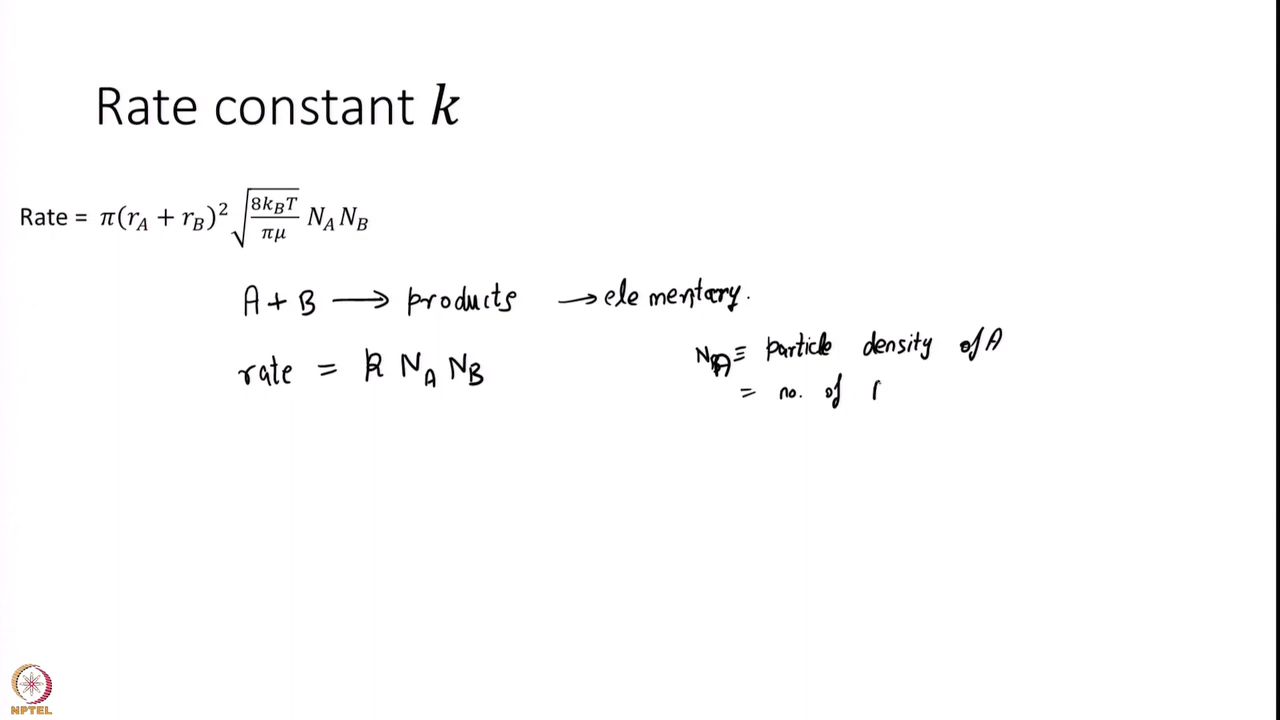 Rate constant k
Rate = π(r_A + r_B)² √(8k_BT / πμ) N_A N_B
A + B ⟶ products → elementary.
N_A ≡ particle density of A
rate = k N_A N_B
= no. of
NPTEL